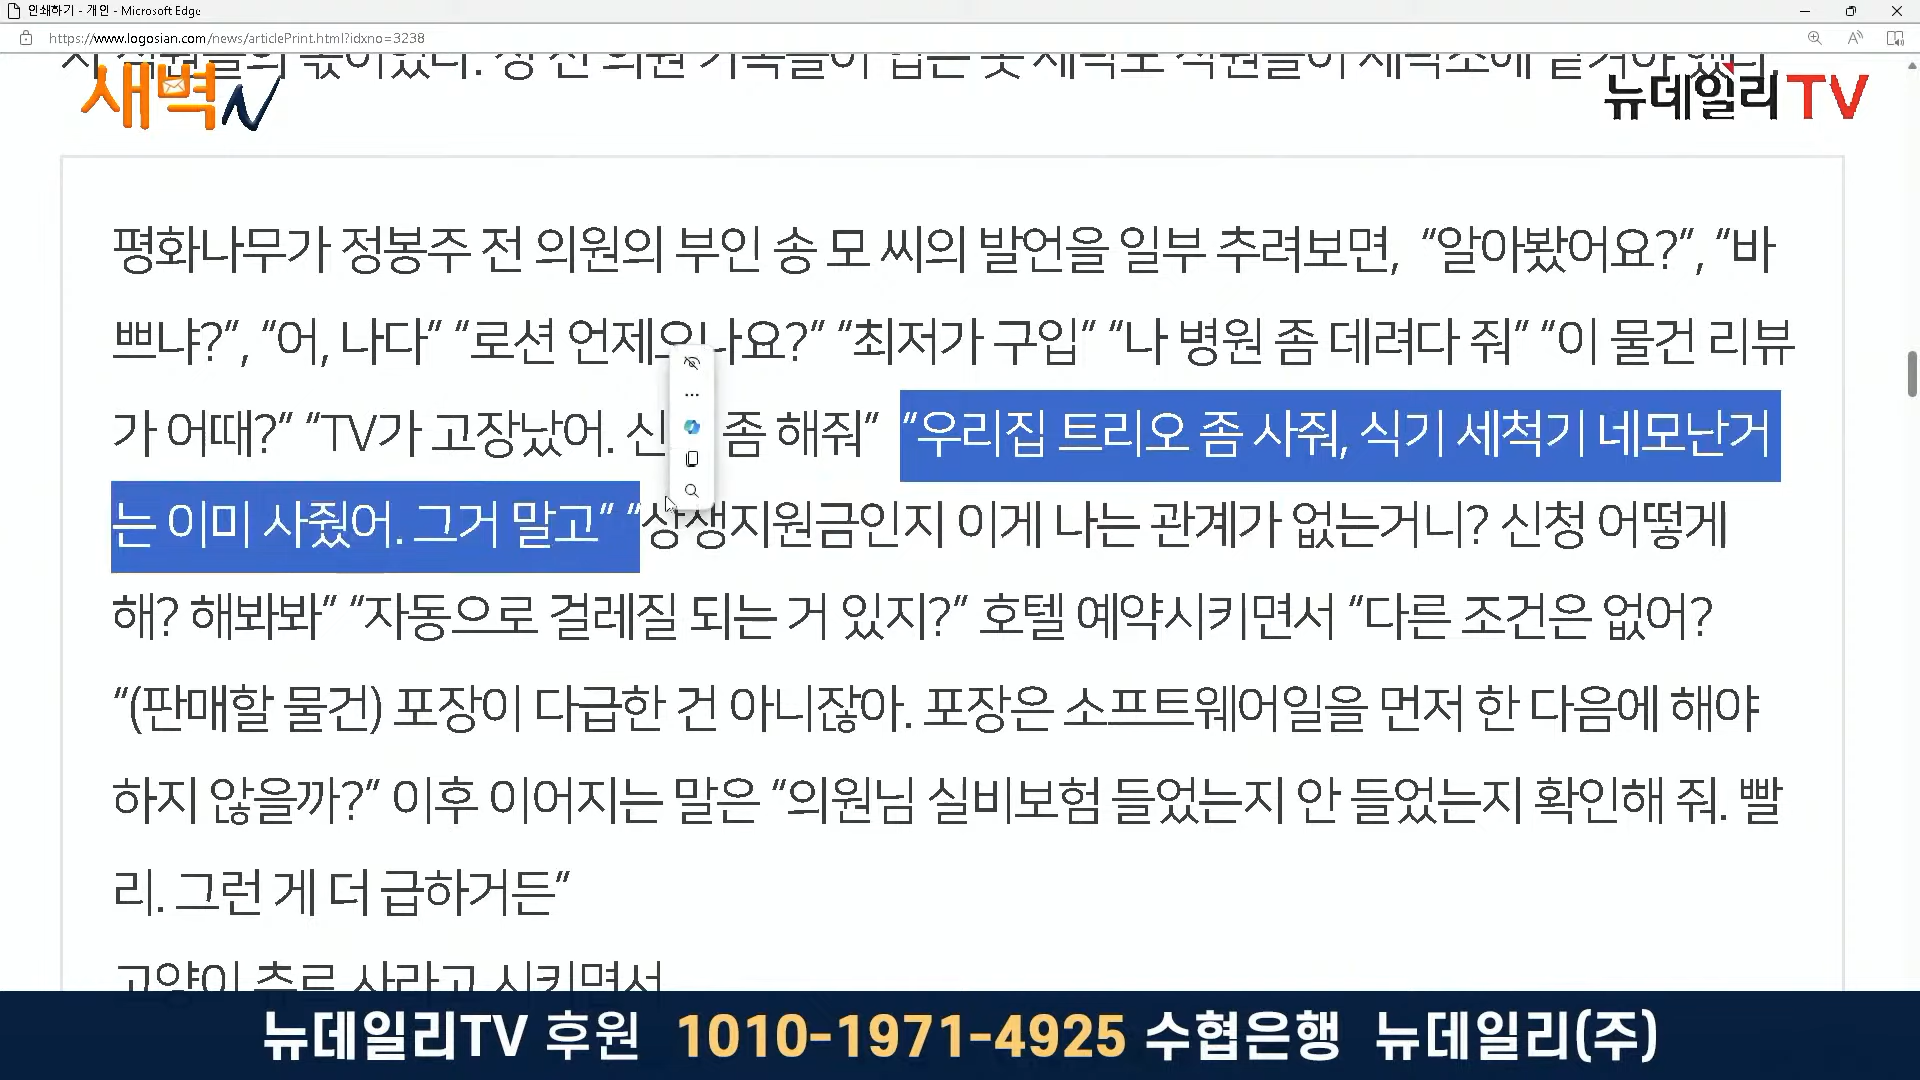 인쇄하기 - 개인 - Microsoft Edge
https://www.logosian.com/news/articlePrint.html?idxno=3238
새벽N
뉴데일리TV
평화나무가 정봉주 전 의원의 부인 송 모 씨의 발언을 일부 추려보면, “알아봤어요?”, “바
쁘냐?”, “어, 나다” “로션 언제오나요?” “최저가 구입” “나 병원 좀 데려다 줘” “이 물건 리뷰
가 어때?” “TV가 고장났어. 신 좀 해줘” “우리집 트리오 좀 사줘, 식기 세척기 네모난거
는 이미 사줬어. 그거 말고” “상생지원금인지 이게 나는 관계가 없는거니? 신청 어떻게
해? 해봐봐” “자동으로 걸레질 되는 거 있지?” 호텔 예약시키면서 “다른 조건은 없어?
“(판매할 물건) 포장이 다급한 건 아니잖아. 포장은 소프트웨어일을 먼저 한 다음에 해야
하지 않을까?” 이후 이어지는 말은 “의원님 실비보험 들었는지 안 들었는지 확인해 줘. 빨
리. 그런 게 더 급하거든”
고양이 츄르 사라고 시키면서
뉴데일리TV 후원 1010-1971-4925 수협은행 뉴데일리(주)